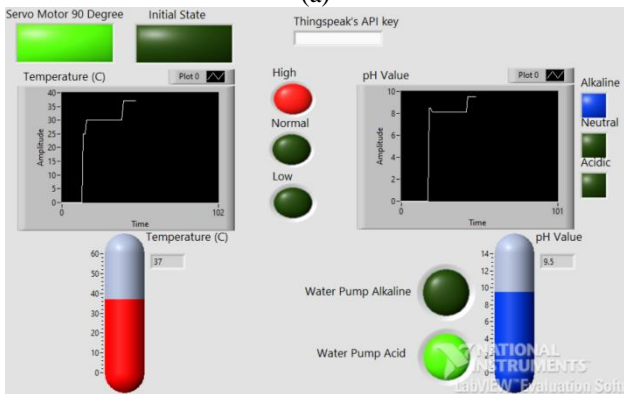 (a)
Servo Motor 90 Degree
Initial State
Thingspeak's API key
Temperature (C)
Plot 0
Amplitude
40
35
30
25
20
15
10
5
0
0
102
Time
High
Normal
Low
pH Value
Plot 0
Amplitude
10
8
6
4
2
0
0
101
Time
Alkaline
Neutral
Acidic
Temperature (C)
37
60
50
40
30
20
10
0
Water Pump Alkaline
Water Pump Acid
pH Value
9.5
14
12
10
8
6
4
2
0
NATIONAL
INSTRUMENTS
LabVIEW™ Evaluation Soft